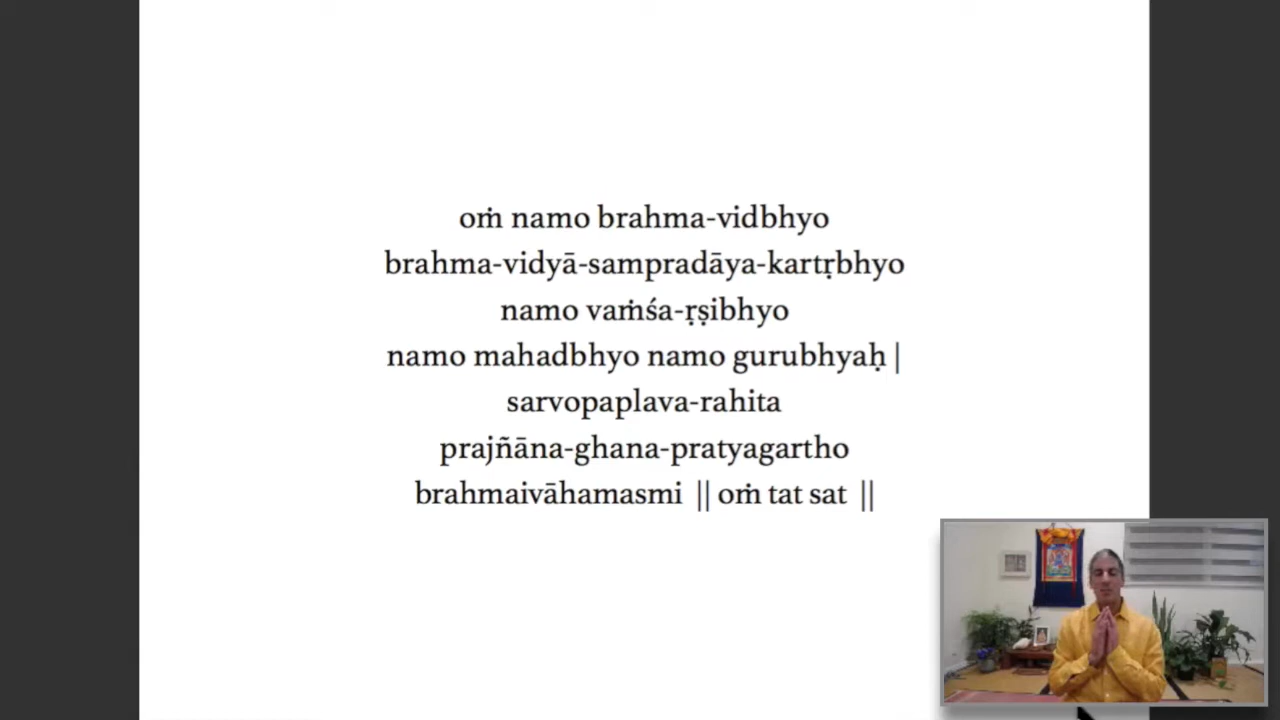 oṁ namo brahma-vidbhyo
brahma-vidyā-sampradāya-kartṛbhyo
namo vaṁśa-ṛṣibhyo
namo mahadbhyo namo gurubhyaḥ |
sarvopaplava-rahita
prajñāna-ghana-pratyagartho
brahmaivāhamasmi || oṁ tat sat ||